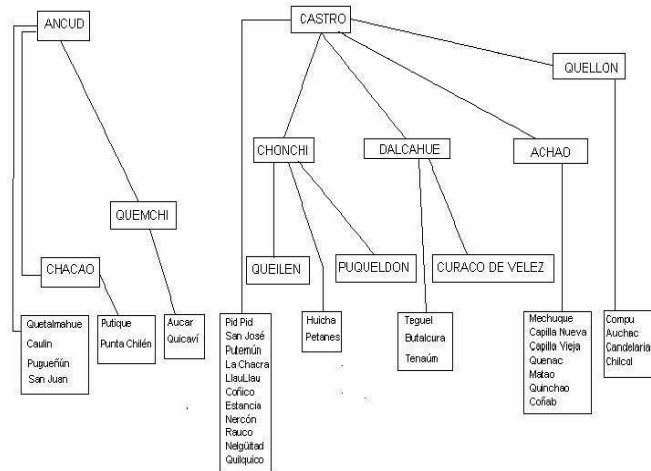 ANCUD
CASTRO
QUELLON
CHONCHI
DALCAHUE
ACHAO
QUEMCHI
CHACAO
QUEILEN
PUQUELDON
CURACO DE VELEZ
Quetalmahue
Caulin
Pugueñún
San Juan
Putique
Punta Chilén
Aucar
Quicaví
Pid Pid
San José
Putemún
La Chacra
LlauLlau
Coñico
Estancia
Nercón
Rauco
Nelgüitad
Quilquico
Huicha
Petanes
Teguel
Butalcura
Tenaúm
Mechuque
Capilla Nueva
Capilla Vieja
Quenac
Matao
Quinchao
Coñab
Compu
Auchac
Candelaria
Chilcol